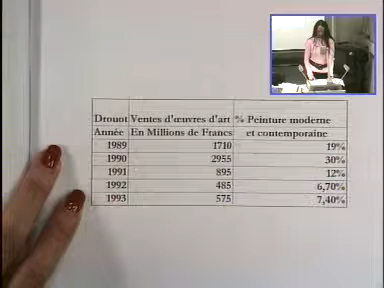 Drouot Ventes d'œuvres d'art % Peinture moderne
Année En Millions de Francs et contemporaine
1989 1710 19%
1990 2955 30%
1991 895 12%
1992 485 6,70%
1993 575 7,40%